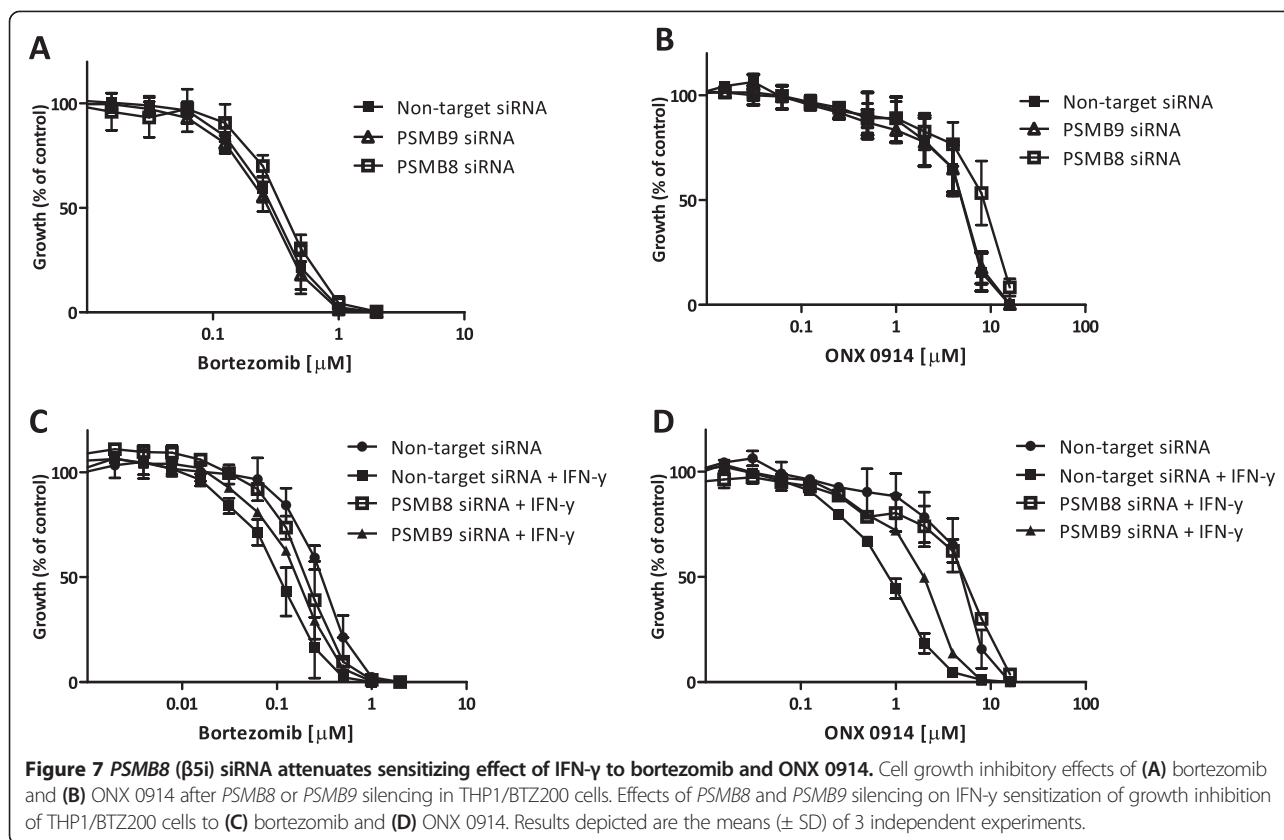 A
100
50
0
0.1
1
10
Growth (% of control)
Bortezomib [μM]
Non-target siRNA
PSMB9 siRNA
PSMB8 siRNA
B
100
50
0
0.1
1
10
100
Growth (% of control)
ONX 0914 [μM]
Non-target siRNA
PSMB9 siRNA
PSMB8 siRNA
C
100
50
0
0.01
0.1
1
10
Growth (% of control)
Bortezomib [μM]
Non-target siRNA
Non-target siRNA + IFN-y
PSMB8 siRNA + IFN-y
PSMB9 siRNA + IFN-y
D
100
50
0
0.1
1
10
100
Growth (% of control)
ONX 0914 [μM]
Non-target siRNA
Non-target siRNA + IFN-y
PSMB8 siRNA + IFN-y
PSMB9 siRNA + IFN-y
Figure 7 PSMB8 (β5i) siRNA attenuates sensitizing effect of IFN-γ to bortezomib and ONX 0914. Cell growth inhibitory effects of (A) bortezomib
and (B) ONX 0914 after PSMB8 or PSMB9 silencing in THP1/BTZ200 cells. Effects of PSMB8 and PSMB9 silencing on IFN-y sensitization of growth inhibition
of THP1/BTZ200 cells to (C) bortezomib and (D) ONX 0914. Results depicted are the means (± SD) of 3 independent experiments.